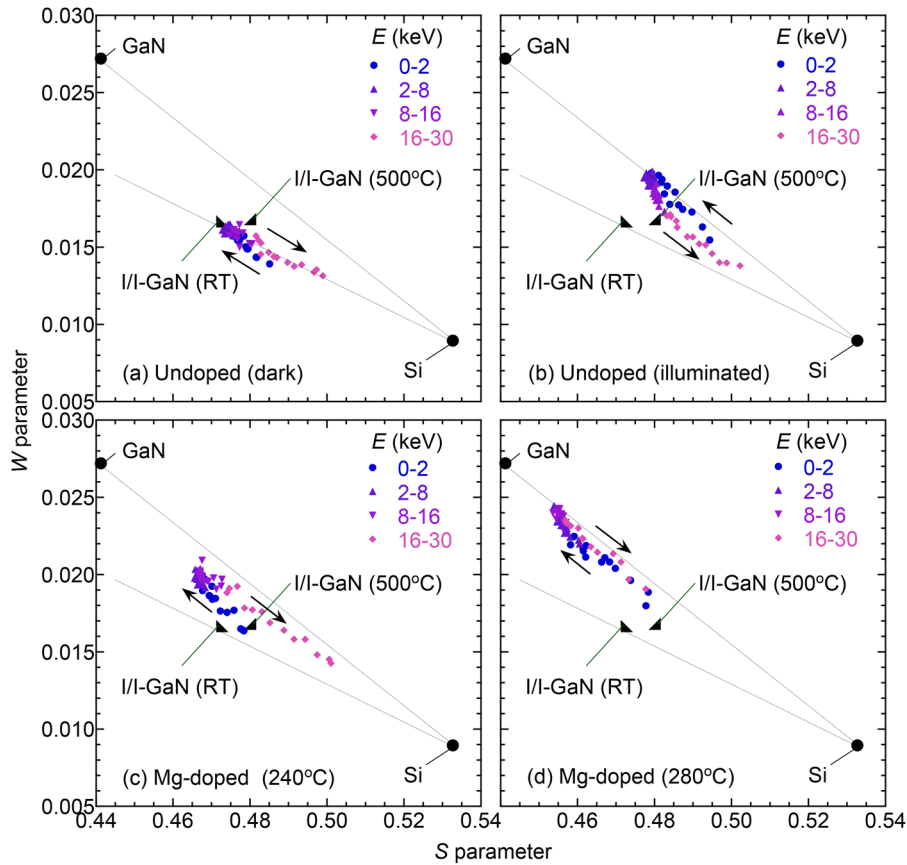 0.030
0.025
0.020
0.015
0.010
0.005
GaN
E (keV)
0-2
2-8
8-16
16-30
I/I-GaN (500°C)
I/I-GaN (RT)
Si
(a) Undoped (dark)
GaN
E (keV)
0-2
2-8
8-16
16-30
I/I-GaN (500°C)
I/I-GaN (RT)
Si
(b) Undoped (illuminated)
W parameter
0.030
0.025
0.020
0.015
0.010
0.005
GaN
E (keV)
0-2
2-8
8-16
16-30
I/I-GaN (500°C)
I/I-GaN (RT)
Si
(c) Mg-doped (240°C)
0.44 0.46 0.48 0.50 0.52 0.54
GaN
E (keV)
0-2
2-8
8-16
16-30
I/I-GaN (500°C)
I/I-GaN (RT)
Si
(d) Mg-doped (280°C)
0.44 0.46 0.48 0.50 0.52 0.54
S parameter